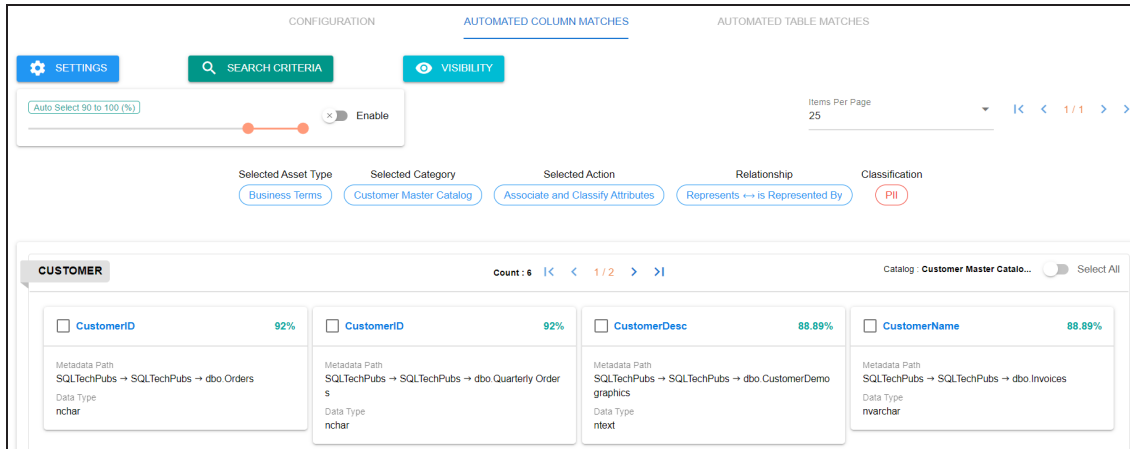 CONFIGURATION
AUTOMATED COLUMN MATCHES
AUTOMATED TABLE MATCHES
SETTINGS
SEARCH CRITERIA
VISIBILITY
Auto Select 90 to 100 (%)
Enable
Items Per Page
25
1 / 1
Selected Asset Type
Business Terms
Selected Category
Customer Master Catalog
Selected Action
Associate and Classify Attributes
Relationship
Represents ↔ is Represented By
Classification
PII
CUSTOMER
Count : 6
1 / 2
Catalog : Customer Master Catalo...
Select All
CustomerID 92%
Metadata Path
SQLTechPubs → SQLTechPubs → dbo.Orders
Data Type
nchar
CustomerID 92%
Metadata Path
SQLTechPubs → SQLTechPubs → dbo.Quarterly Order
s
Data Type
nchar
CustomerDesc 88.89%
Metadata Path
SQLTechPubs → SQLTechPubs → dbo.CustomerDemo
graphics
Data Type
ntext
CustomerName 88.89%
Metadata Path
SQLTechPubs → SQLTechPubs → dbo.Invoices
Data Type
nvarchar